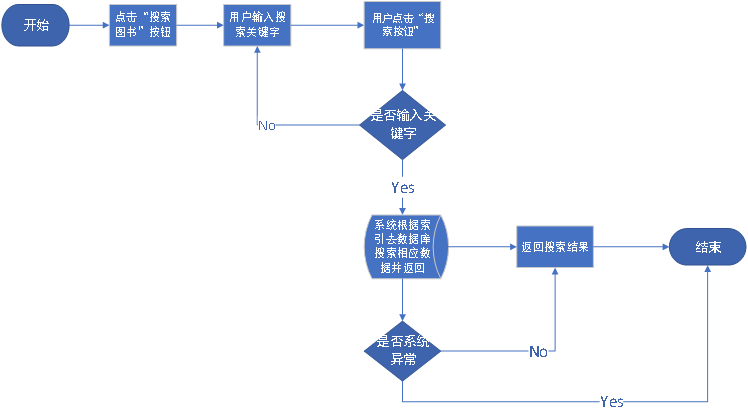 开始
点击“搜索
图书”按钮
用户输入搜
索关键字
用户点击“搜
索按钮”
是否输入关
键字
No
Yes
系统根据索
引去数据库
搜索相应数
据并返回
返回搜索结果
结束
是否系统
异常
No
Yes